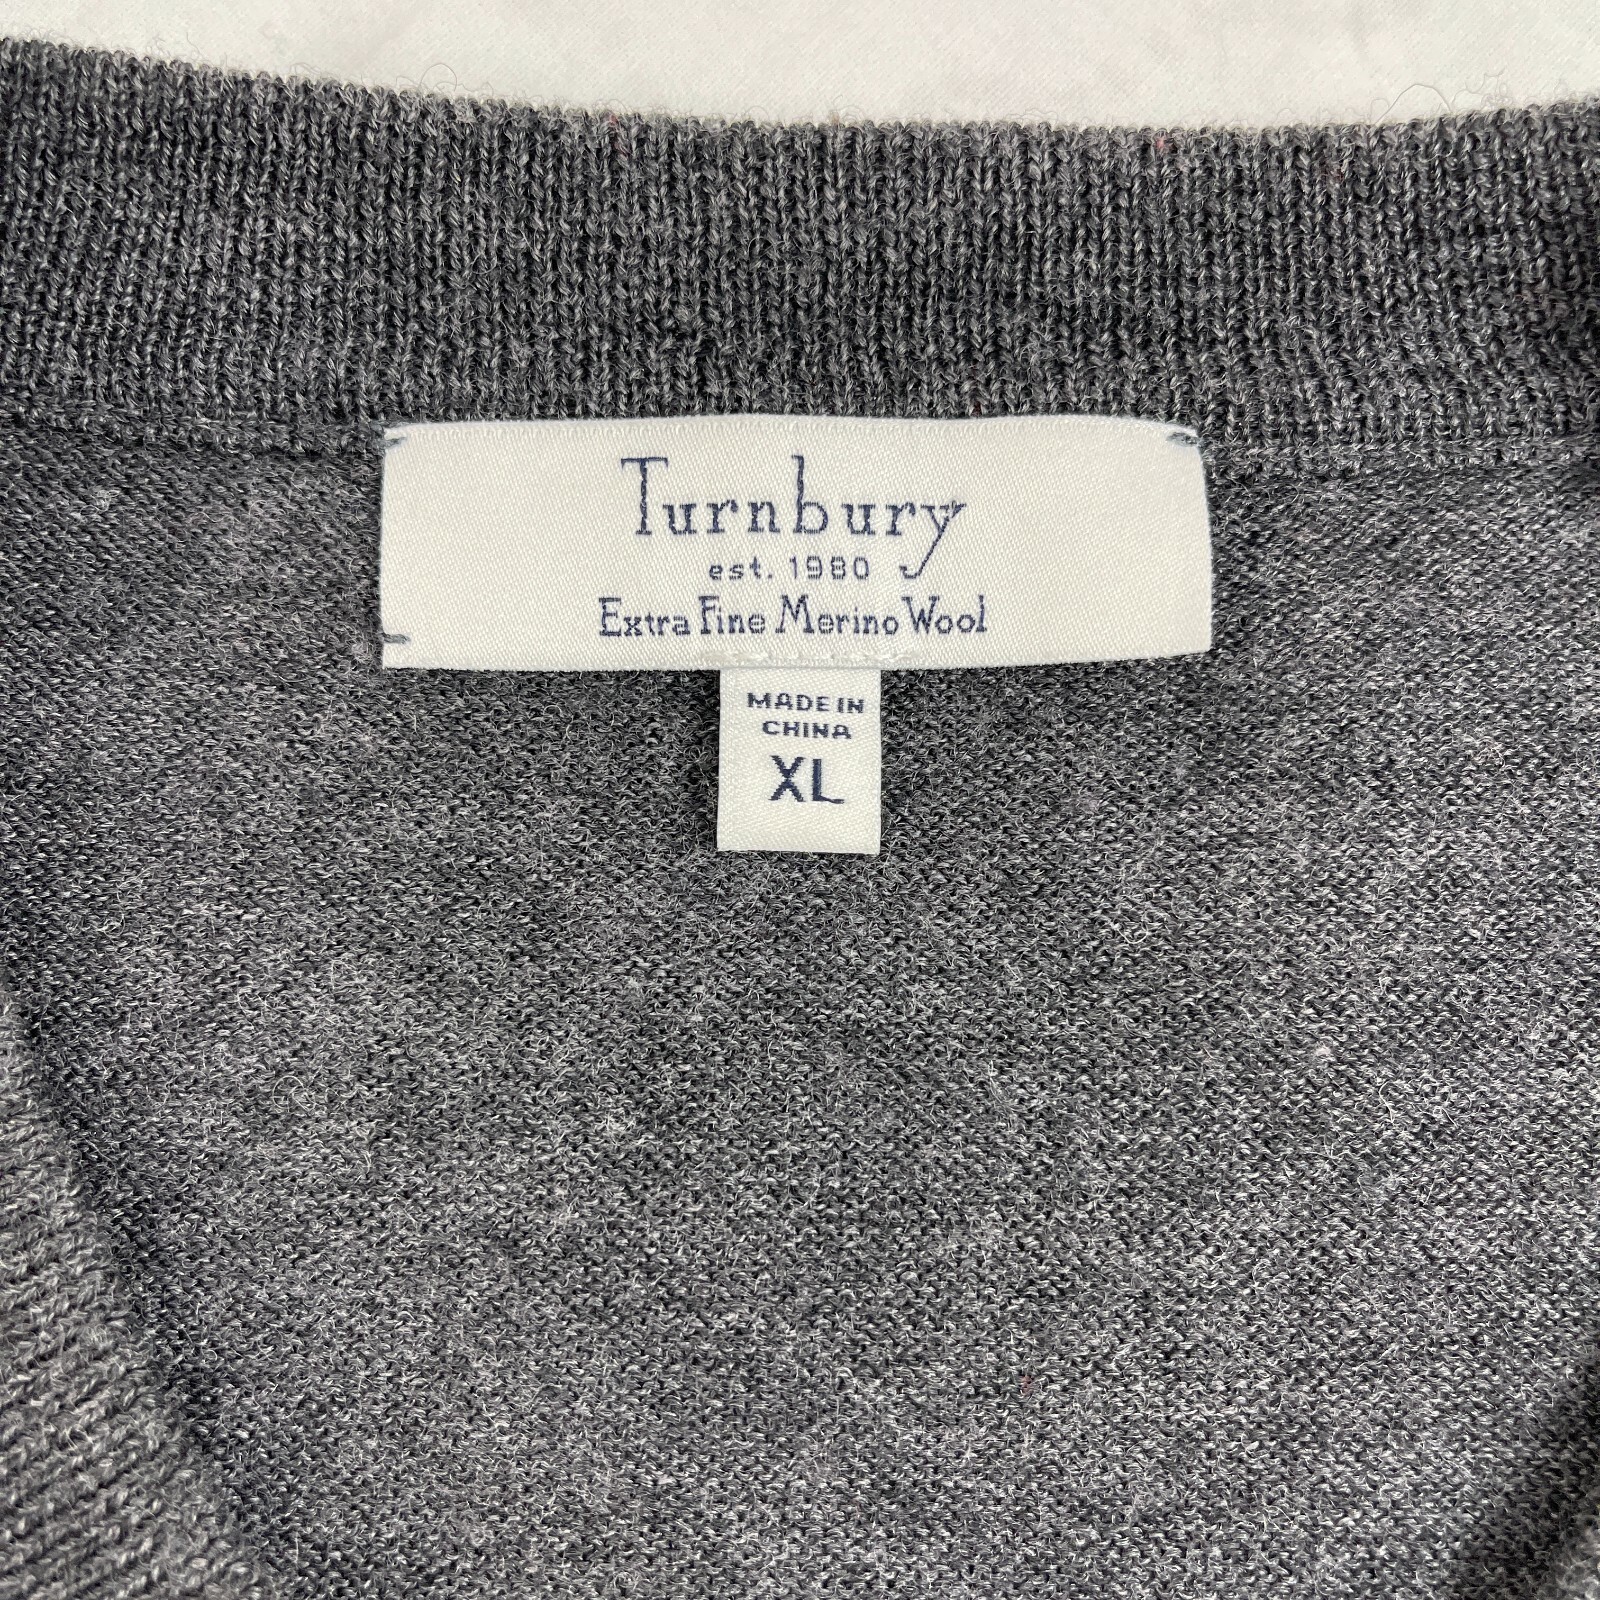 Turnbury
est. 1980
Extra Fine Merino Wool
MADE IN
CHINA
XL